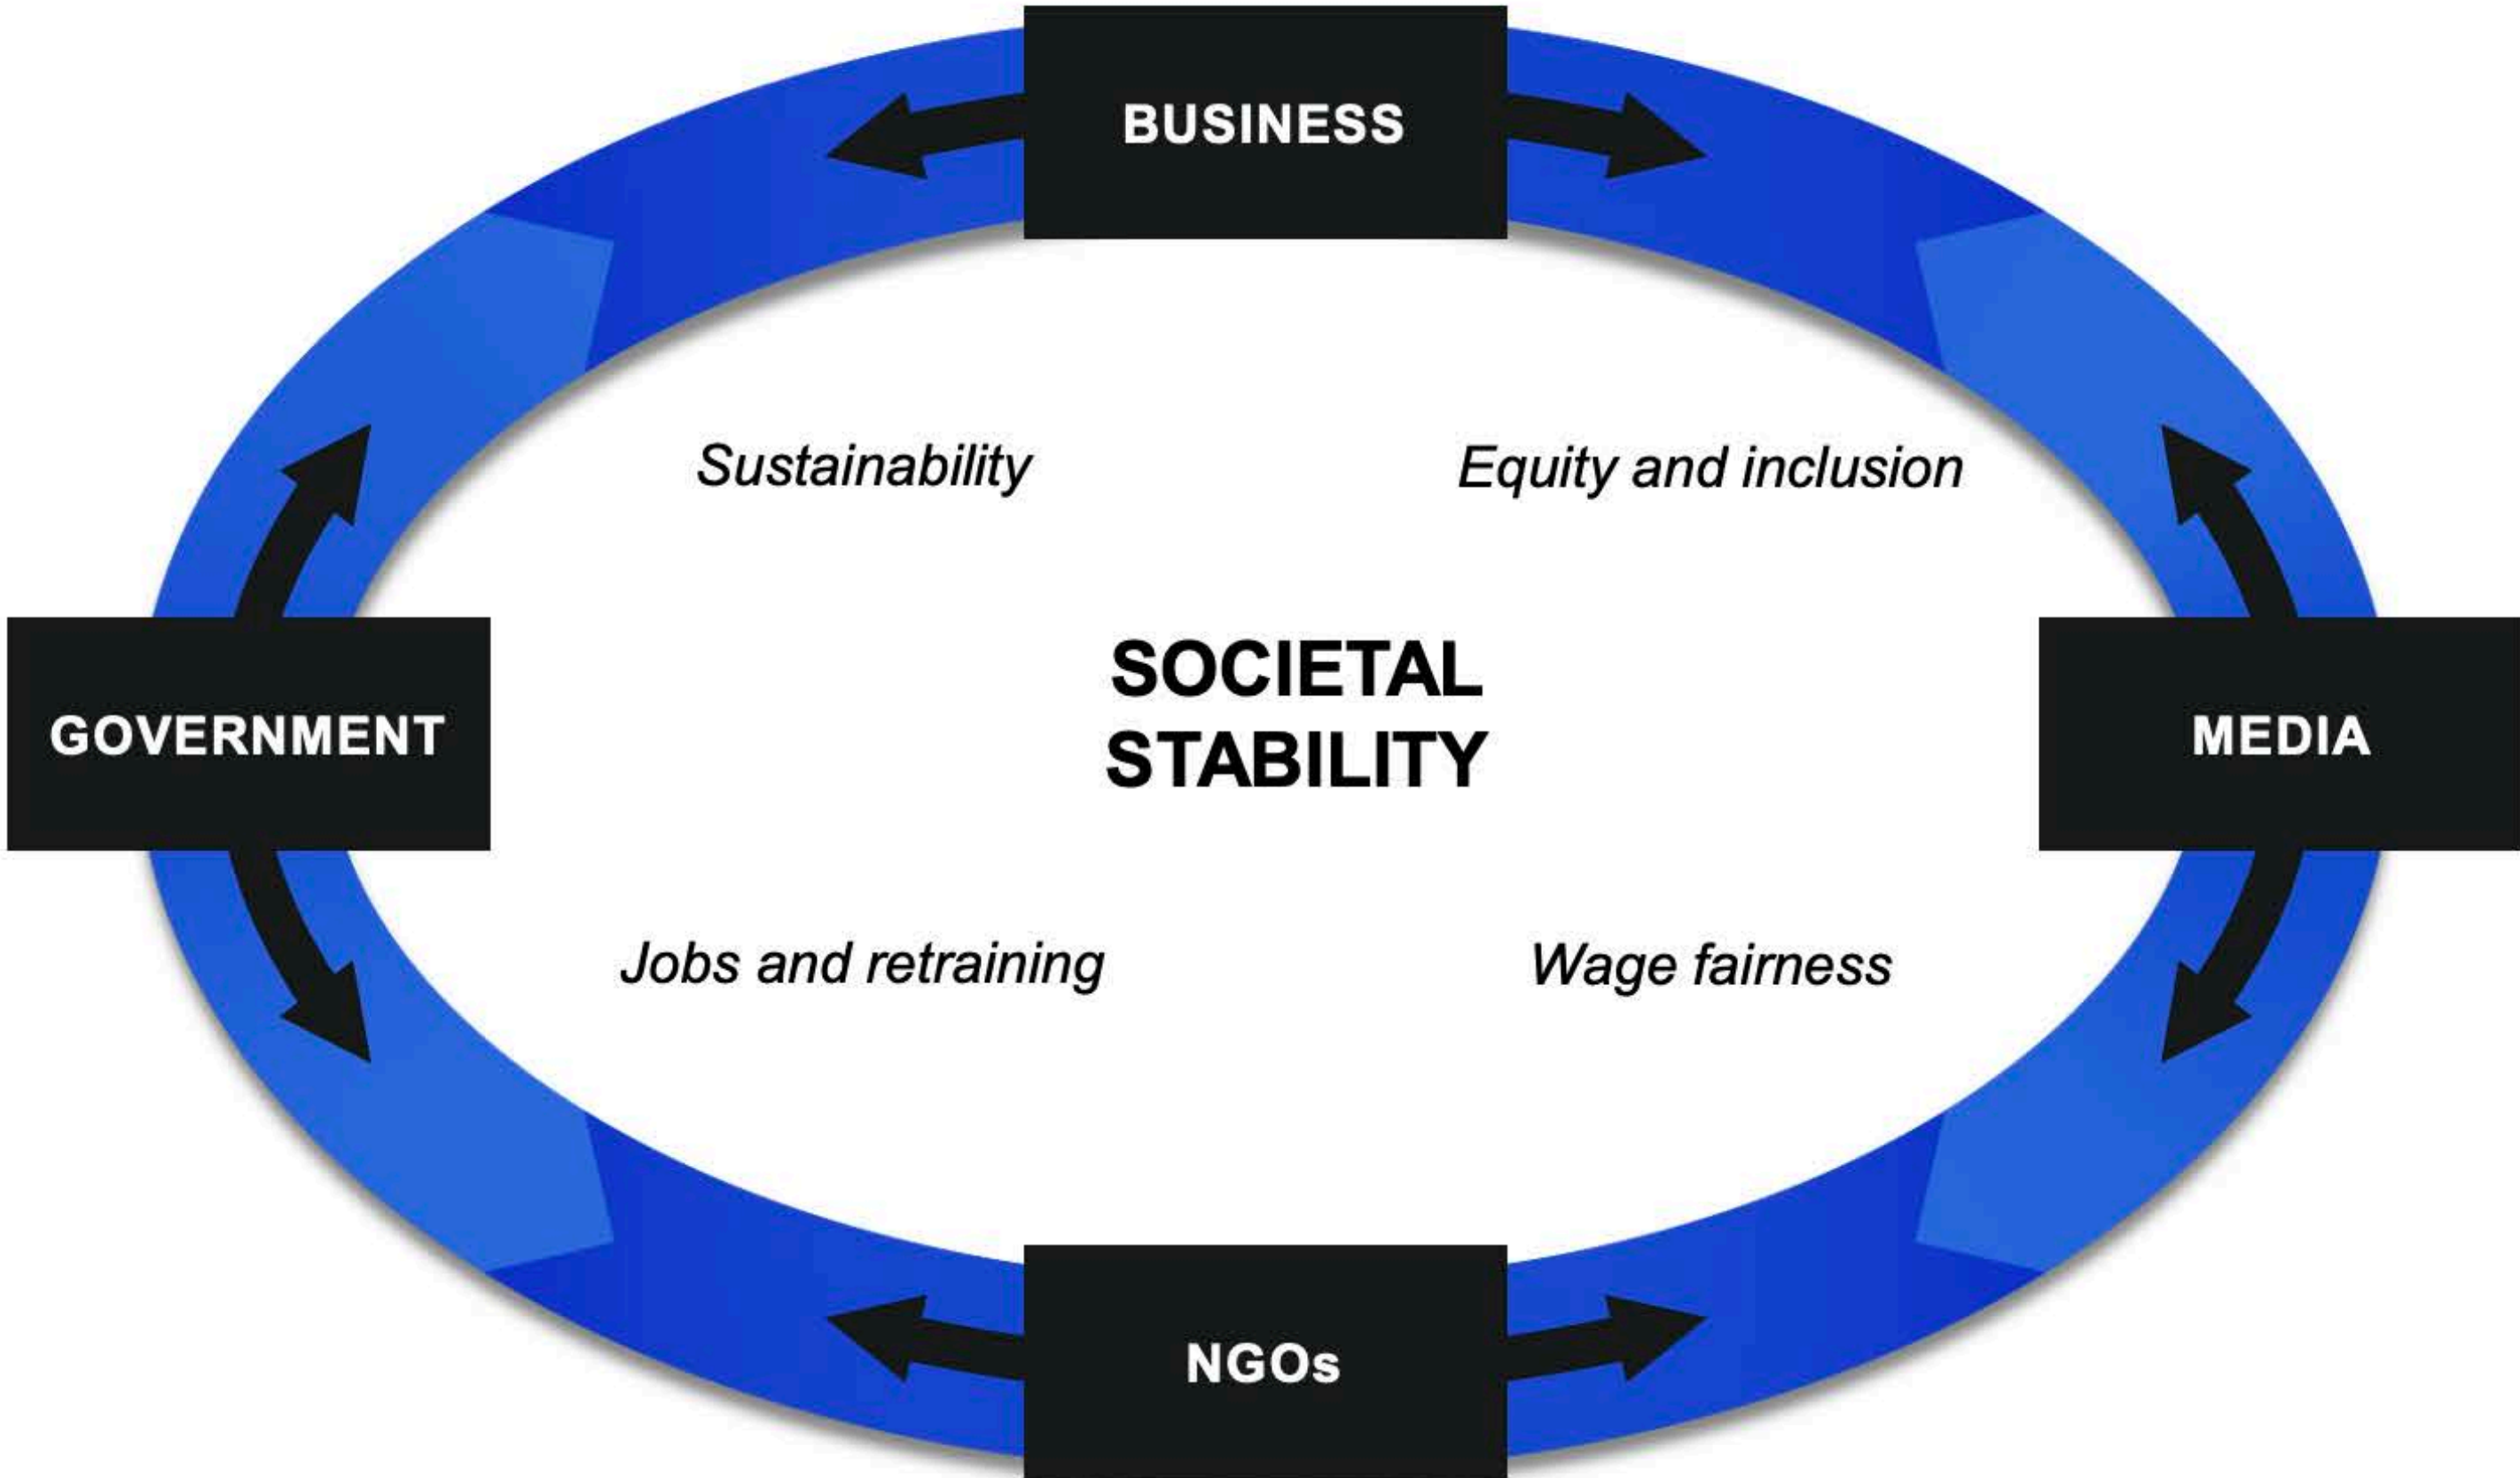 BUSINESS
Sustainability
Equity and inclusion
GOVERNMENT
SOCIETAL
STABILITY
MEDIA
Jobs and retraining
Wage fairness
NGOs